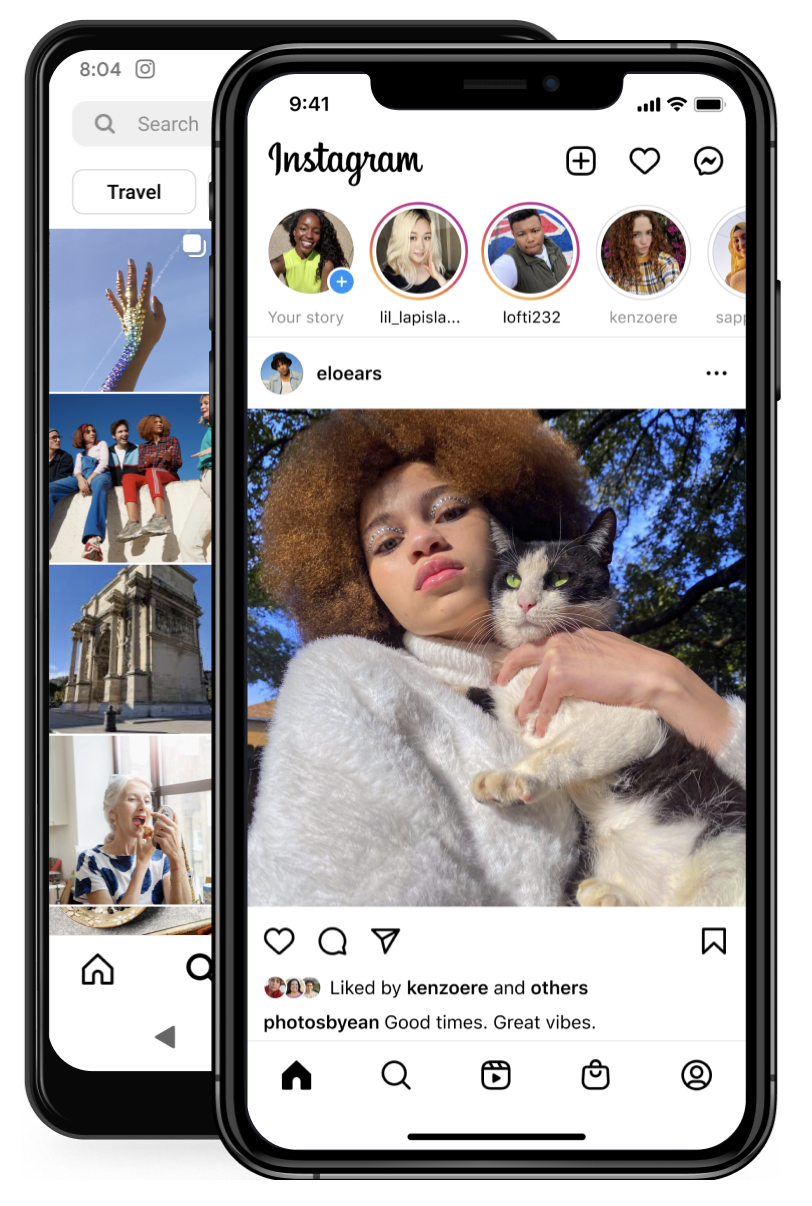 8:04
Search
Travel
9:41
Instagram
Your story
lil_lapisla...
lofti232
kenzoere
sapp
eloears
Liked by kenzoere and others
photosbyean Good times. Great vibes.